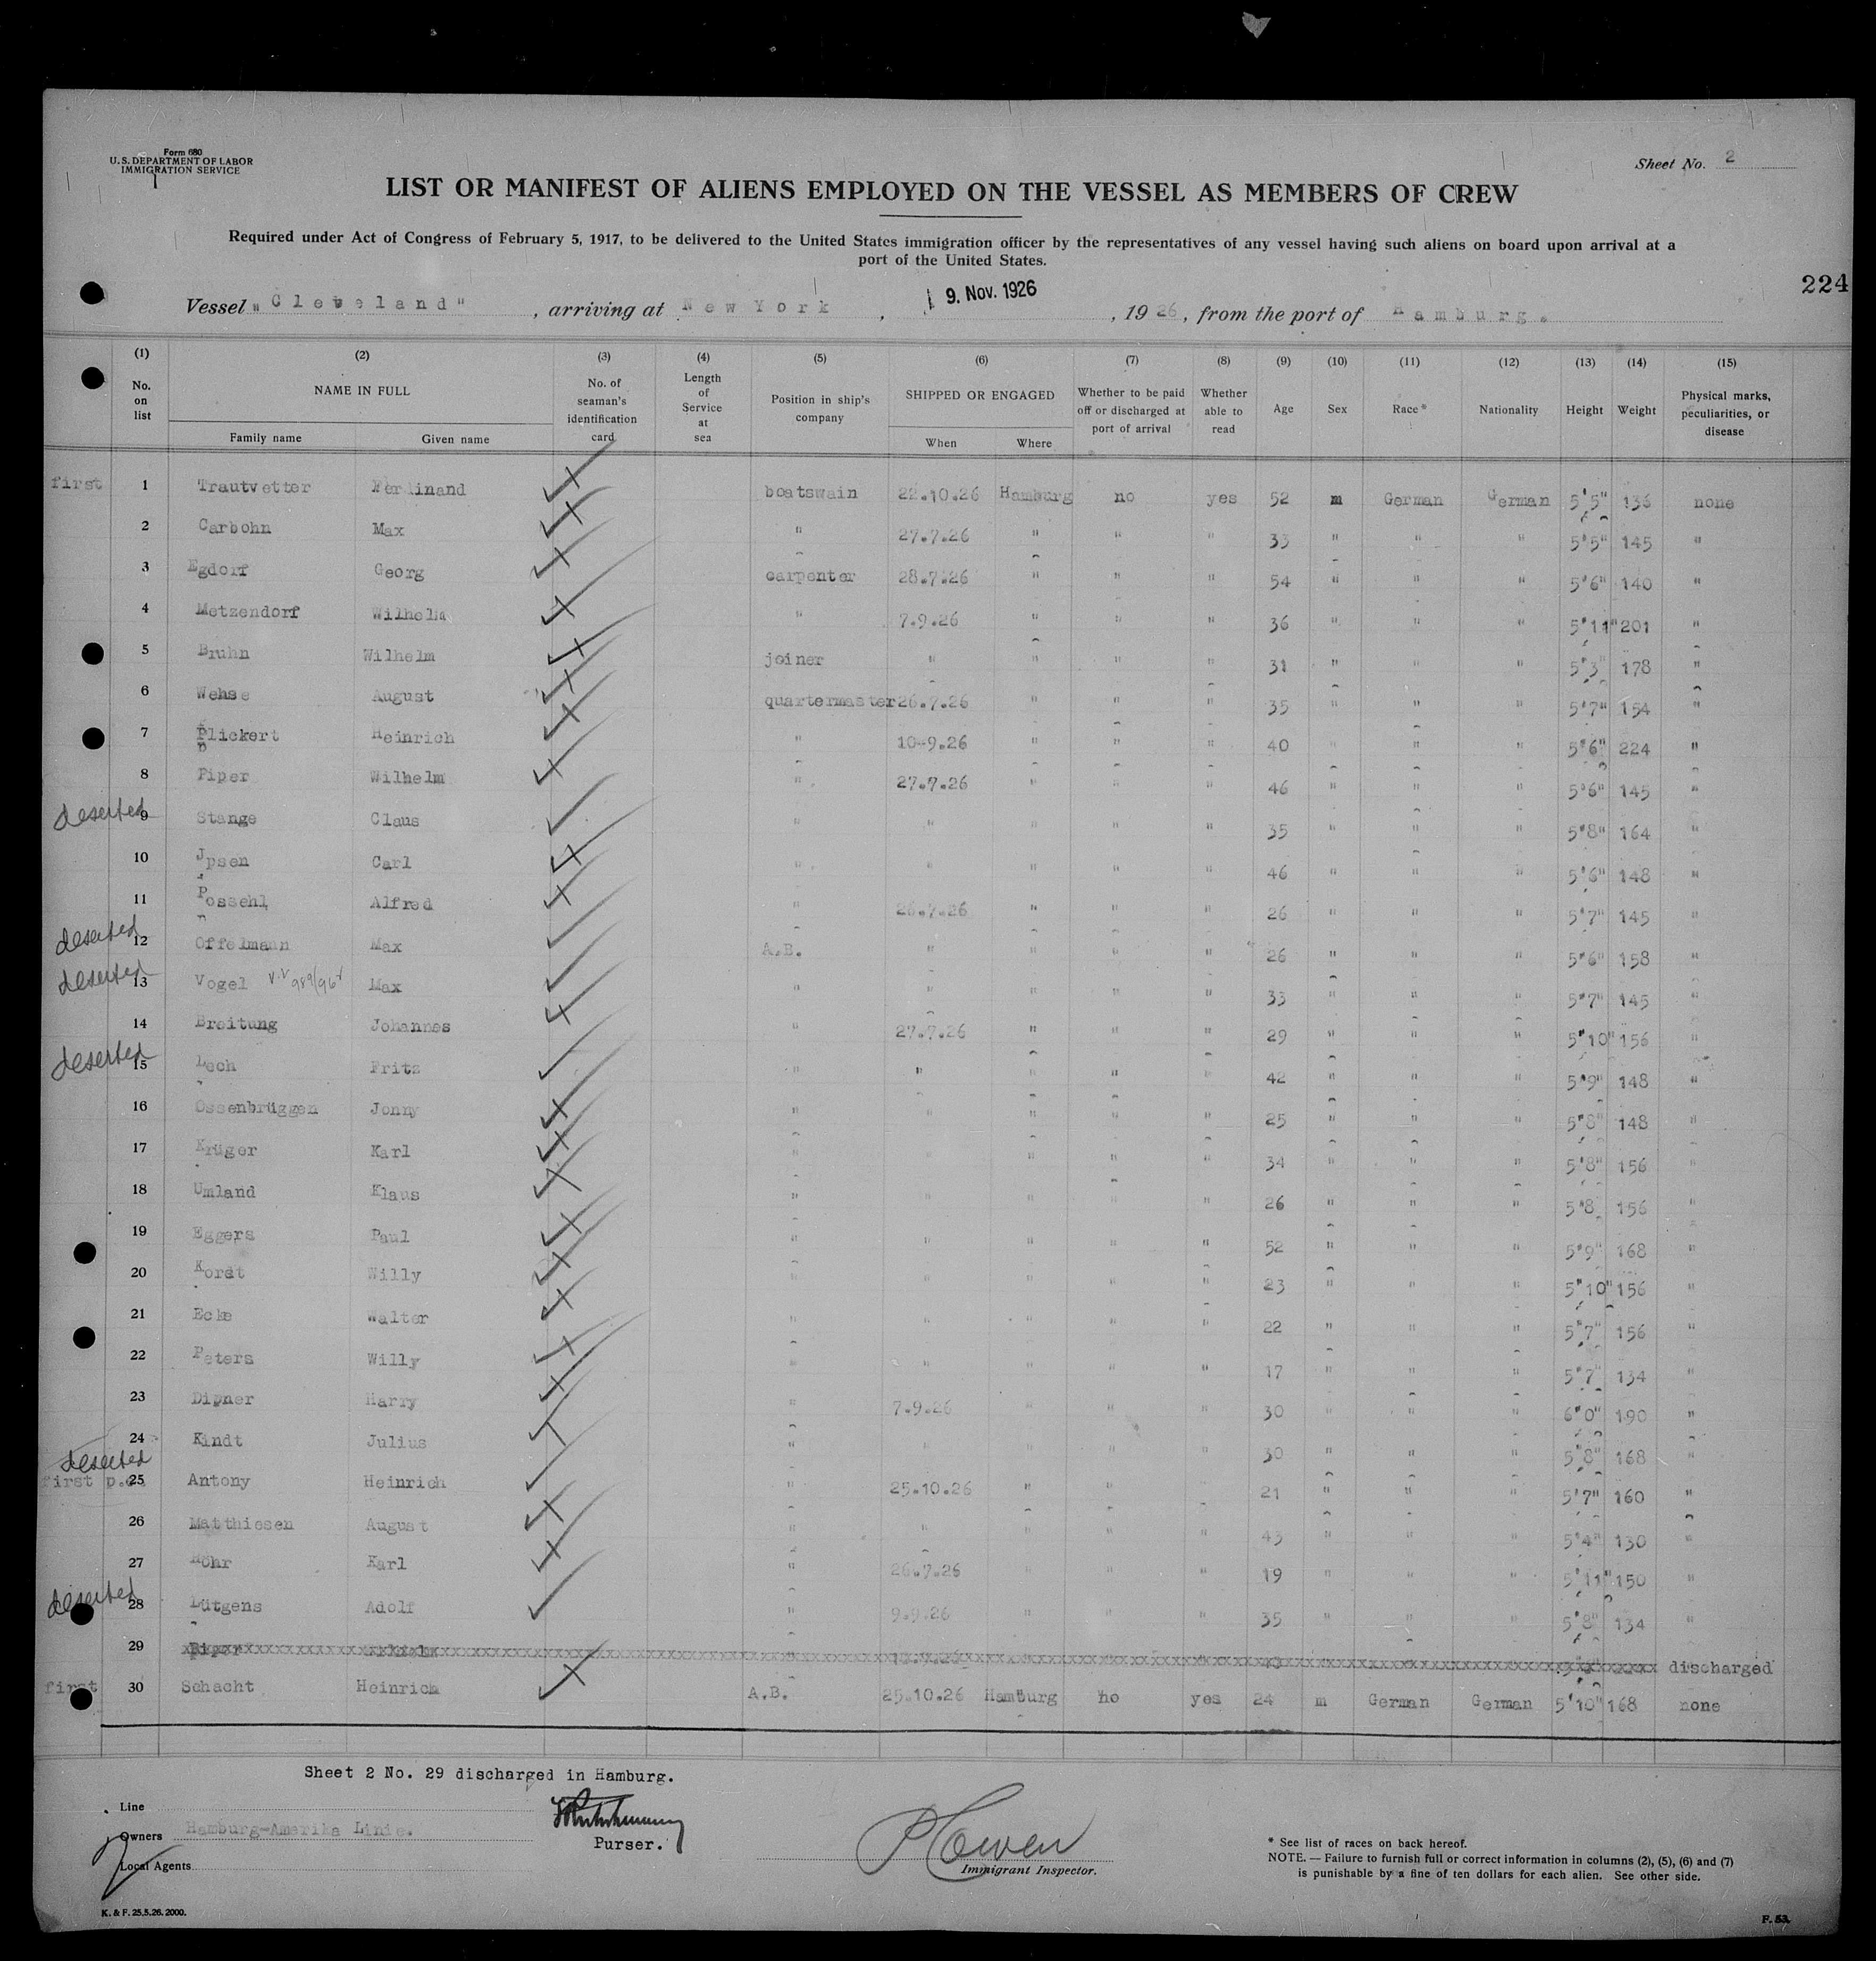 Form 680
U. S. DEPARTMENT OF LABOR
IMMIGRATION SERVICE
Sheet No. 2
LIST OR MANIFEST OF ALIENS EMPLOYED ON THE VESSEL AS MEMBERS OF CREW
Required under Act of Congress of February 5, 1917, to be delivered to the United States immigration officer by the representatives of any vessel having such aliens on board upon arrival at a
port of the United States.
224
Vessel "Cleveland", arriving at New York, 9. Nov. 1926, 1926, from the port of Hamburg.
(1) (2) (3) (4) (5) (6) (7) (8) (9) (10) (11) (12) (13) (14) (15)
No. on list NAME IN FULL Family name Given name No. of seaman's identification card Length of Service at sea Position in ship's company SHIPPED OR ENGAGED When Where Whether to be paid off or discharged at port of arrival Whether able to read Age Sex Race* Nationality Height Weight Physical marks, peculiarities, or disease
first 1 Trautvetter Ferdinand boatswain 22.10.26 Hamburg no yes 52 m German German 5'5" 136 none
2 Carbohn Max " 27.7.26 " " " 33 " " " 5'5" 145 "
3 Egdorf Georg carpenter 28.7.26 " " " 54 " " " 5'6" 140 "
4 Metzendorf Wilhelm " 7.9.26 " " " 36 " " " 5'11" 201 "
5 Bruhn Wilhelm joiner " " " " 31 " " " 5'3" 178 "
6 Wehse August quartermaster 26.7.26 " " " 35 " " " 5'7" 154 "
7 Plickert Heinrich " 10.9.26 " " " 40 " " " 5'6" 224 "
8 Piper Wilhelm " 27.7.26 " " " 46 " " " 5'6" 145 "
deserted 9 Stange Claus " " " " " 35 " " " 5'8" 164 "
10 Jpsen Carl " " " " " 46 " " " 5'6" 148 "
11 Possehl Alfred " 26.7.26 " " " 26 " " " 5'7" 145 "
deserted 12 Offelmann Max A.B. " " " " 26 " " " 5'6" 158 "
deserted 13 Vogel Max " " " " " 33 " " " 5'7" 145 "
14 Breitung Johannes " 27.7.26 " " " 29 " " " 5'10" 156 "
deserted 15 Lech Fritz " " " " " 42 " " " 5'9" 148 "
16 Ossenbrüggen Jonny " " " " " 25 " " " 5'8" 148 "
17 Krüger Karl " " " " " 34 " " " 5'8" 156 "
18 Umland Klaus " " " " " 26 " " " 5'8 156 "
19 Eggers Paul " " " " " 52 " " " 5'9" 168 "
20 Kordt Willy " " " " " 23 " " " 5'10" 156 "
21 Ecke Walter " " " " " 22 " " " 5'7" 156 "
22 Peters Willy " " " " " 17 " " " 5'7" 134 "
23 Digner Harry " 7.9.26 " " " 30 " " " 6'0" 190 "
24 Kindt Julius " " " " " 30 " " " 5'8" 168 "
deserted
first p.e. 25 Antony Heinrich " 25.10.26 " " 21 " " " 5'7" 160 "
26 Matthiesen August " " " " " 43 " " " 5'4" 130 "
27 Röhr Karl " 26.7.26 " " " 19 " " " 5'11" 150 "
deserted 28 Lütgens Adolf " 9.9.26 " " " 35 " " " 5'8" 134 "
29 discharged
first 30 Schacht Heinrich A.B. 25.10.26 Hamburg no yes 24 m German German 5'10" 168 none
Sheet 2 No. 29 discharged in Hamburg.
Line
Owners Hamburg-Amerika Linie.
Local Agents
Purser.
Immigrant Inspector.
* See list of races on back hereof.
NOTE. — Failure to furnish full or correct information in columns (2), (5), (6) and (7)
is punishable by a fine of ten dollars for each alien. See other side.
K. & F. 25.5.26. 2000.
F. 53.